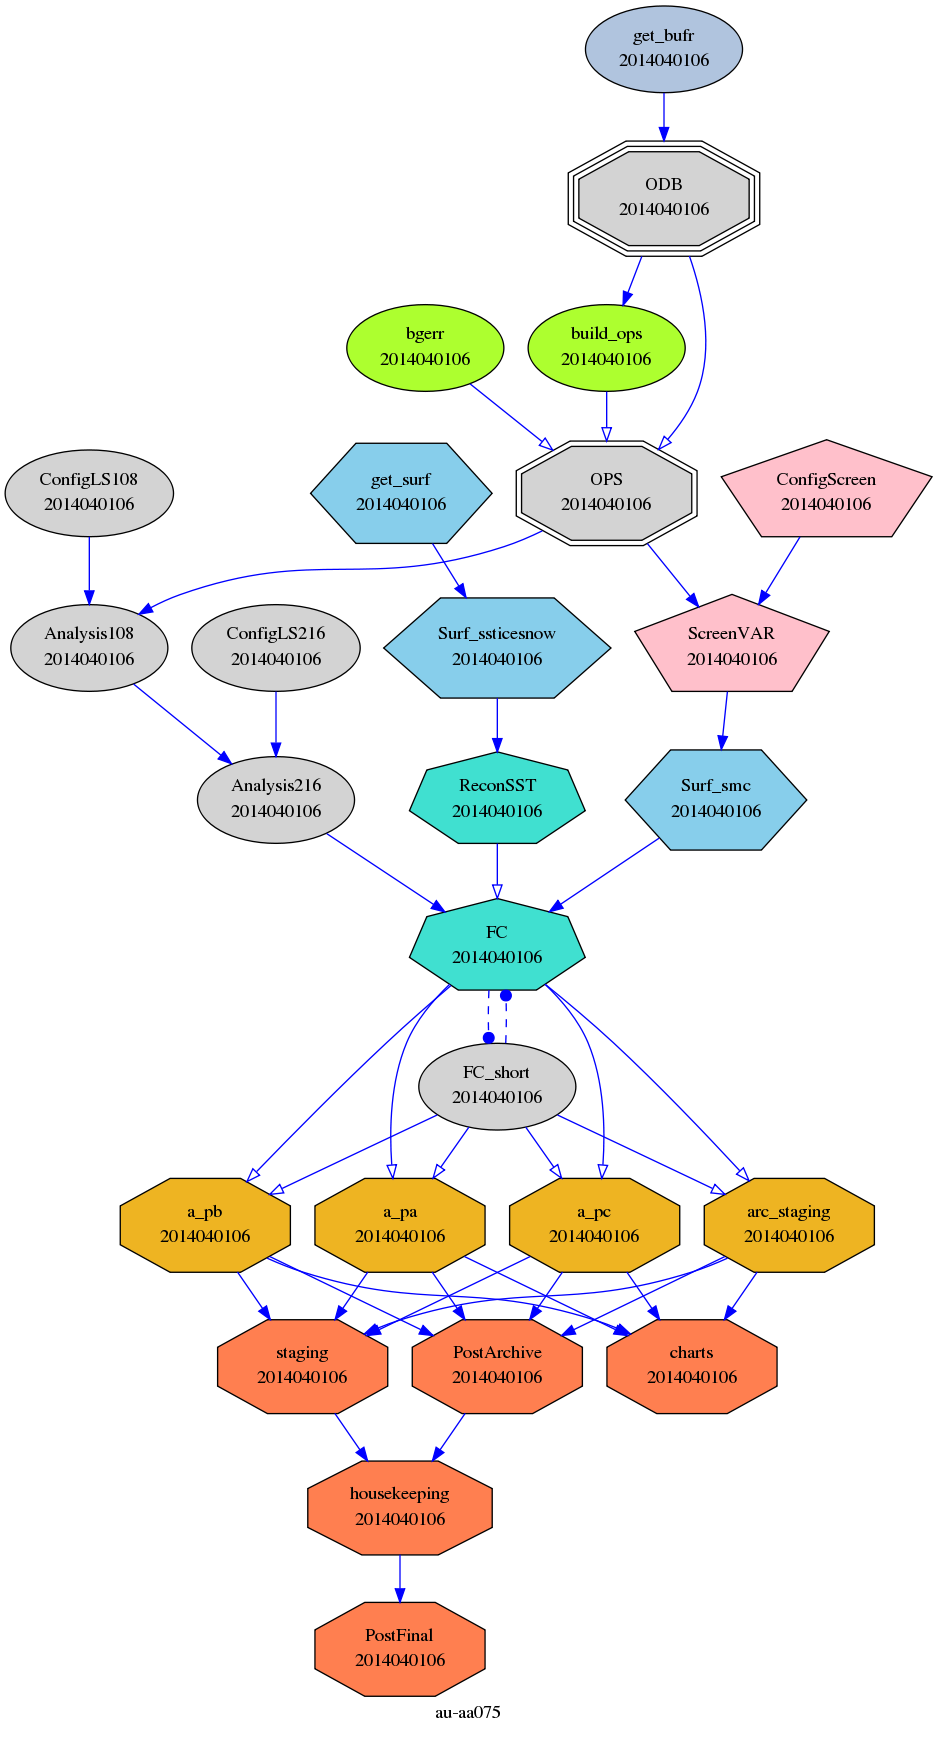 get_bufr
2014040106
ODB
2014040106
bgerr
2014040106
build_ops
2014040106
ConfigLS108
2014040106
get_surf
2014040106
OPS
2014040106
ConfigScreen
2014040106
Analysis108
2014040106
ConfigLS216
2014040106
Surf_ssticesnow
2014040106
ScreenVAR
2014040106
Analysis216
2014040106
ReconSST
2014040106
Surf_smc
2014040106
FC
2014040106
FC_short
2014040106
a_pb
2014040106
a_pa
2014040106
a_pc
2014040106
arc_staging
2014040106
staging
2014040106
PostArchive
2014040106
charts
2014040106
housekeeping
2014040106
PostFinal
2014040106
au-aa075